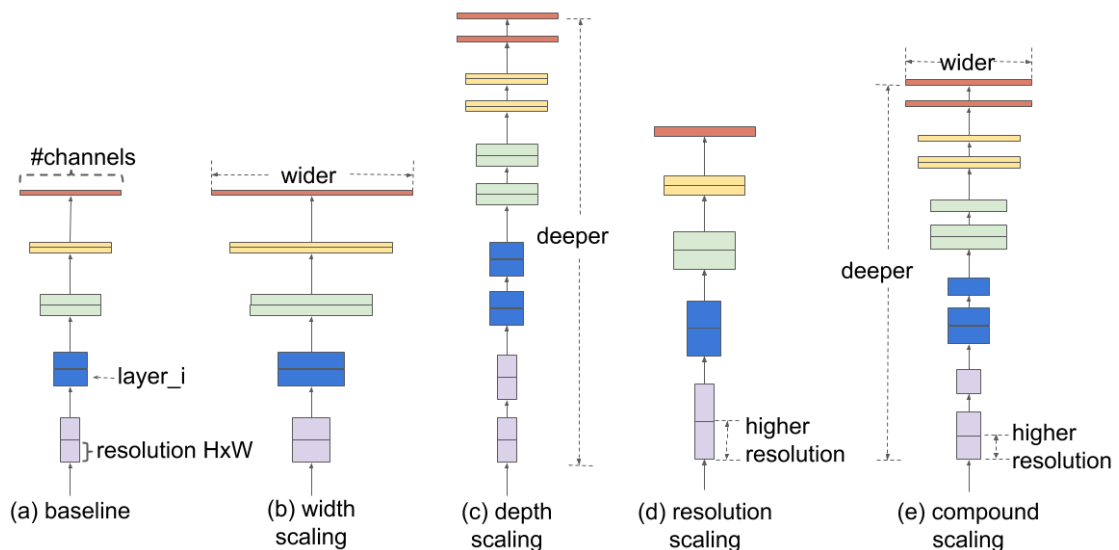 #channels
layer_i
resolution HxW
(a) baseline
wider
(b) width
scaling
deeper
(c) depth
scaling
higher
resolution
(d) resolution
scaling
wider
deeper
higher
resolution
(e) compound
scaling